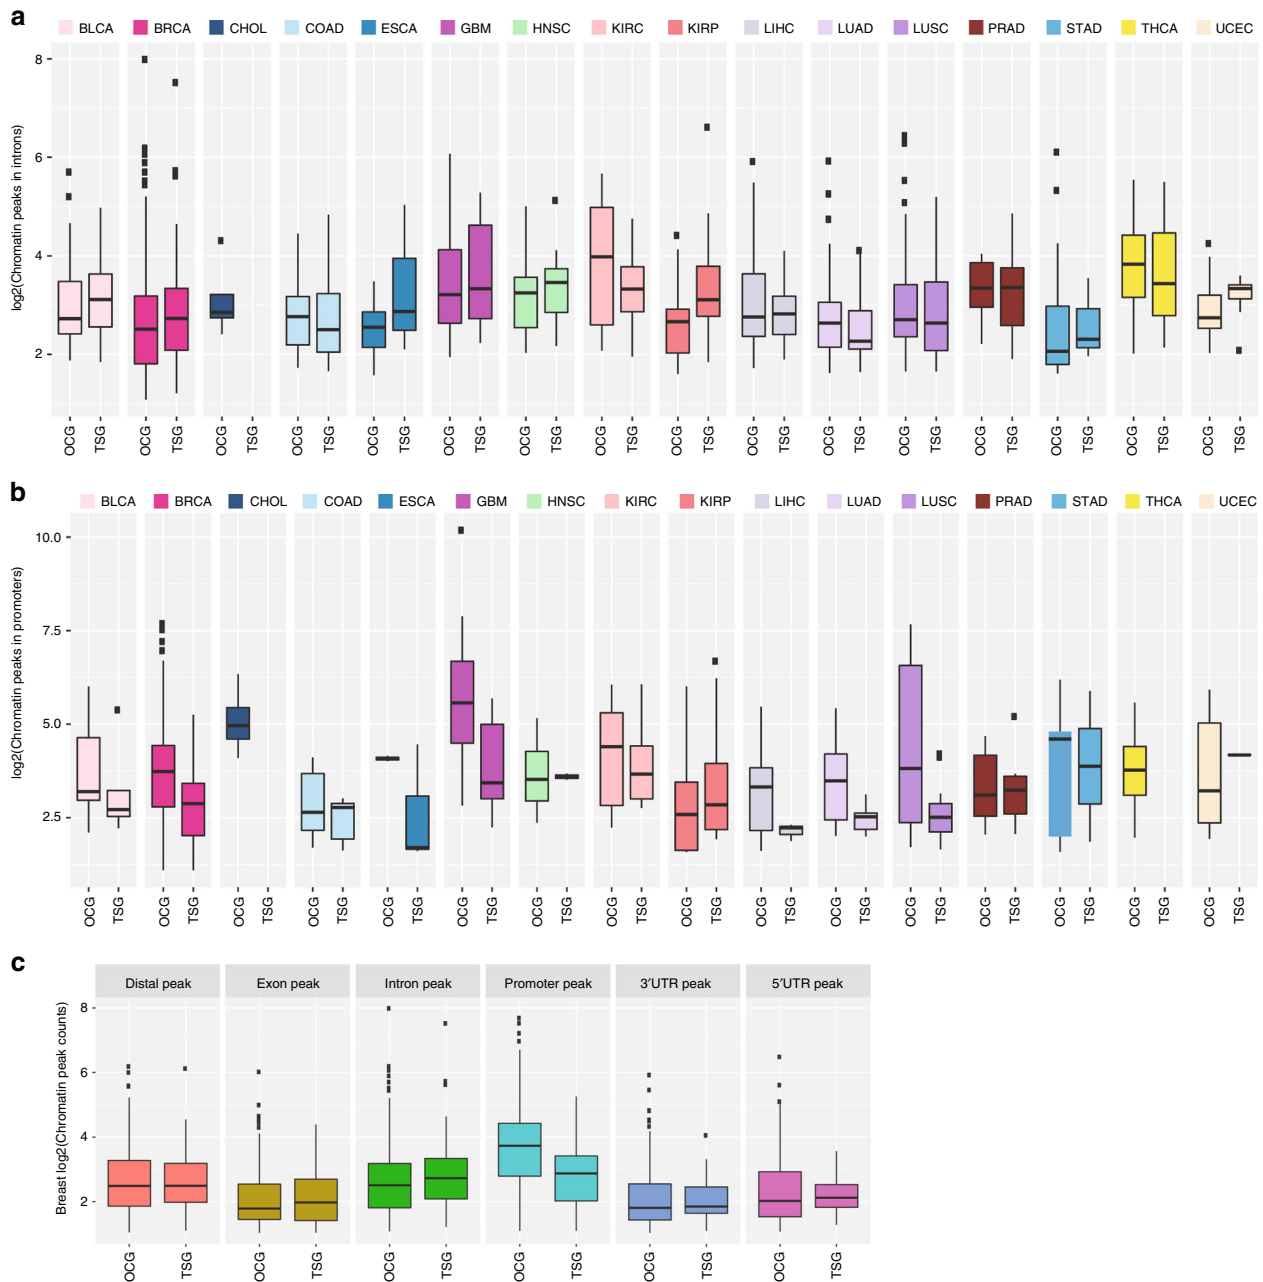 a
BLCA BRCA CHOL COAD ESCA GBM HNSC KIRC KIRP LIHC LUAD LUSC PRAD STAD THCA UCEC
log2(Chromatin peaks in introns)
8
6
4
2
OCG TSG OCG TSG OCG TSG OCG TSG OCG TSG OCG TSG OCG TSG OCG TSG OCG TSG OCG TSG OCG TSG OCG TSG OCG TSG OCG TSG OCG TSG OCG TSG
b
BLCA BRCA CHOL COAD ESCA GBM HNSC KIRC KIRP LIHC LUAD LUSC PRAD STAD THCA UCEC
log2(Chromatin peaks in promoters)
10.0
7.5
5.0
2.5
OCG TSG OCG TSG OCG TSG OCG TSG OCG TSG OCG TSG OCG TSG OCG TSG OCG TSG OCG TSG OCG TSG OCG TSG OCG TSG OCG TSG OCG TSG OCG TSG
c
Distal peak Exon peak Intron peak Promoter peak 3′UTR peak 5′UTR peak
Breast log2(Chromatin peak counts)
8
6
4
2
OCG TSG OCG TSG OCG TSG OCG TSG OCG TSG OCG TSG